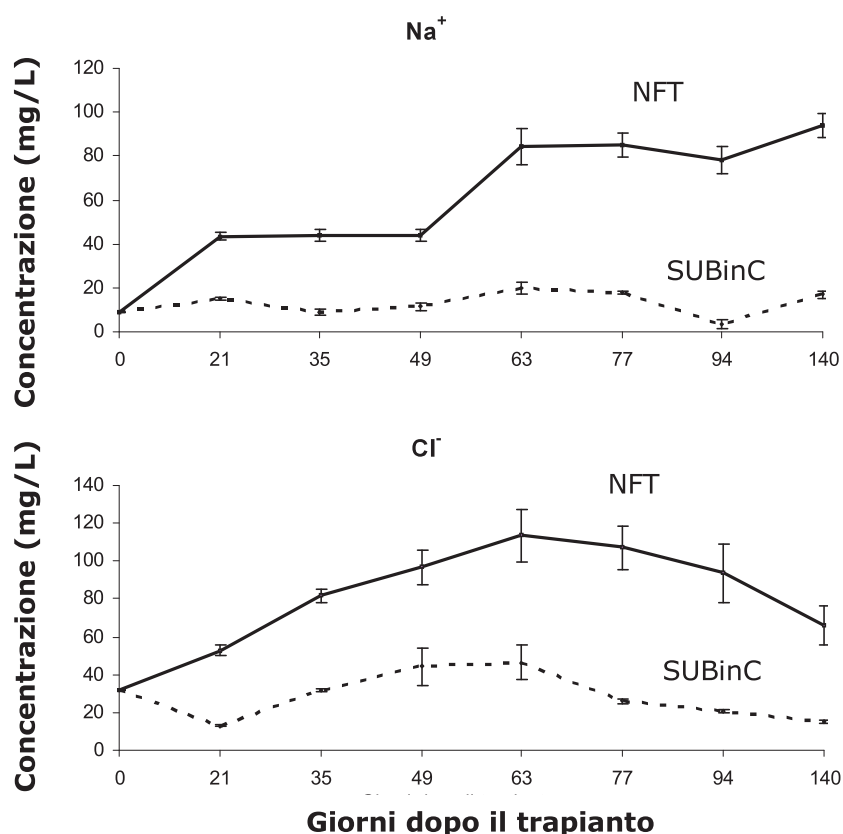 Na+
Concentrazione (mg/L)
120
100
80
60
40
20
0
NFT
SUBinC
0 21 35 49 63 77 94 140
Cl-
Concentrazione (mg/L)
140
120
100
80
60
40
20
0
NFT
SUBinC
0 21 35 49 63 77 94 140
Giorni dopo il trapianto